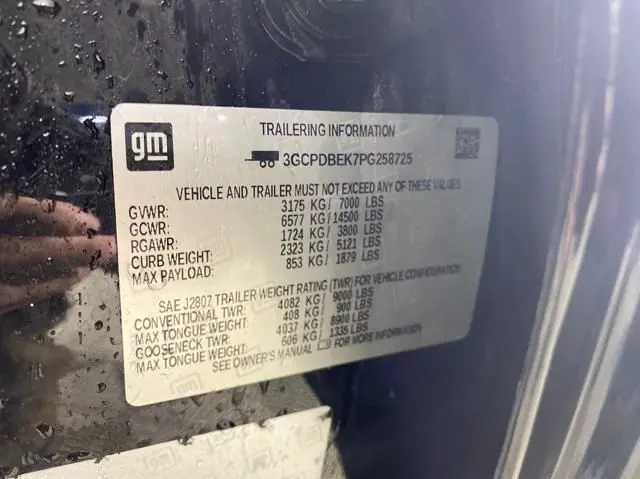 gm
TRAILERING INFORMATION
3GCPDBEK7PG258725
VEHICLE AND TRAILER MUST NOT EXCEED ANY OF THESE VALUES
GVWR: 3175 KG/ 7000 LBS
GCWR: 6577 KG/ 14500 LBS
RGAWR: 1724 KG/ 3800 LBS
CURB WEIGHT: 2323 KG/ 5121 LBS
MAX PAYLOAD: 853 KG/ 1879 LBS
SAE J2807 TRAILER WEIGHT RATING (TWR) FOR VEHICLE CONFIGURATION
CONVENTIONAL TWR: 4082 KG/ 9000 LBS
MAX TONGUE WEIGHT: 408 KG/ 900 LBS
GOOSENECK TWR: 4037 KG/ 8900 LBS
MAX TONGUE WEIGHT: 606 KG/ 1335 LBS
SEE OWNER'S MANUAL FOR MORE INFORMATION